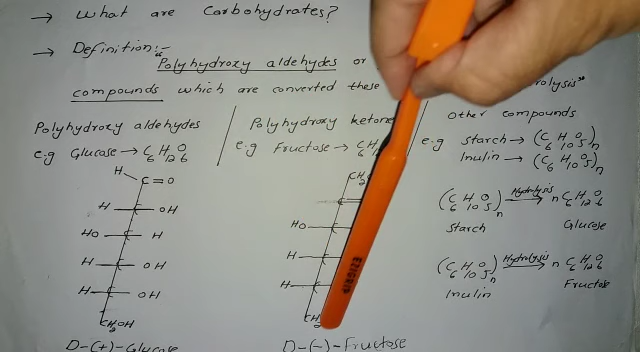 → What are Carbohydrates?
→ Definition:- "Polyhydroxy aldehydes or
compounds which are converted these
Polyhydroxy aldehydes
e.g Glucose → C6H12O6
H
C=O
H OH
HO H
H OH
H OH
CH2OH
D-(+)-Glucose
Polyhydroxy ketone
e.g Fructose →
HO
H
H
D-(-)-Fructose
Other compounds
e.g Starch → (C6H10O5)n
Inulin → (C6H10O5)n
(C6H10O5)n Hydrolysis→ n C6H12O6
Starch Glucose
(C6H10O5)n Hydrolysis→ n C6H12O6
Inulin Fructose